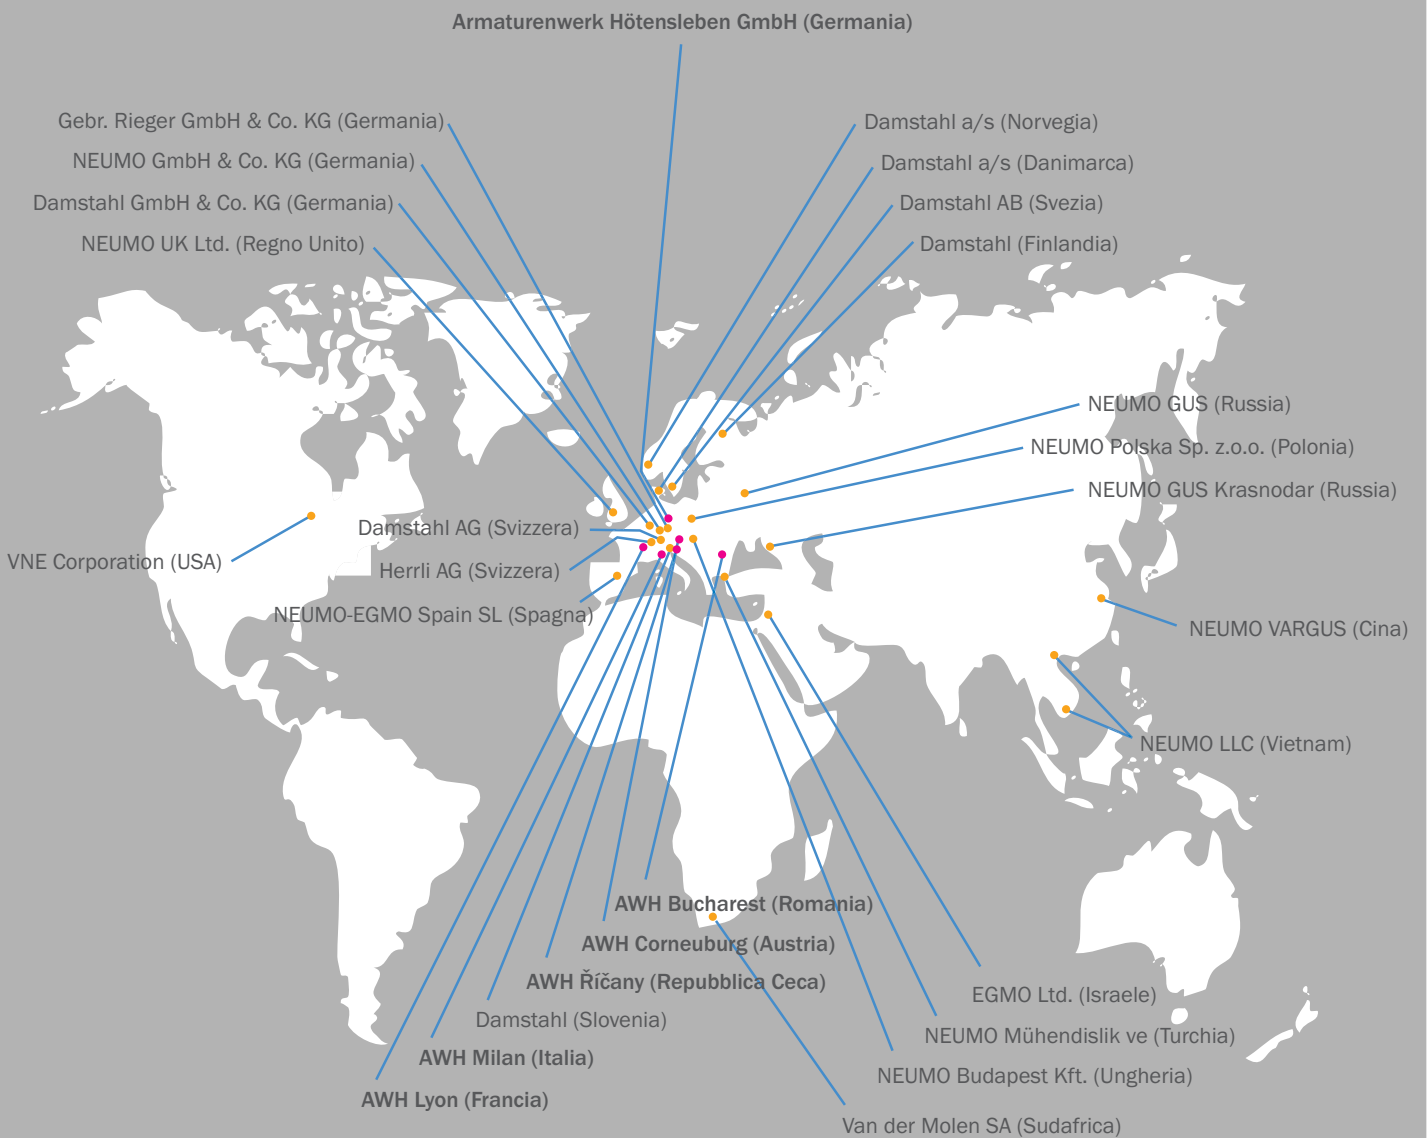 Armaturenwerk Hötensleben GmbH (Germania)
Gebr. Rieger GmbH & Co. KG (Germania)
NEUMO GmbH & Co. KG (Germania)
Damstahl GmbH & Co. KG (Germania)
NEUMO UK Ltd. (Regno Unito)
Damstahl a/s (Norvegia)
Damstahl a/s (Danimarca)
Damstahl AB (Svezia)
Damstahl (Finlandia)
NEUMO GUS (Russia)
NEUMO Polska Sp. z.o.o. (Polonia)
NEUMO GUS Krasnodar (Russia)
Damstahl AG (Svizzera)
VNE Corporation (USA)
Herrli AG (Svizzera)
NEUMO-EGMO Spain SL (Spagna)
NEUMO VARGUS (Cina)
NEUMO LLC (Vietnam)
AWH Bucharest (Romania)
AWH Corneuburg (Austria)
AWH Říčany (Repubblica Ceca)
Damstahl (Slovenia)
AWH Milan (Italia)
AWH Lyon (Francia)
EGMO Ltd. (Israele)
NEUMO Mühendislik ve (Turchia)
NEUMO Budapest Kft. (Ungheria)
Van der Molen SA (Sudafrica)